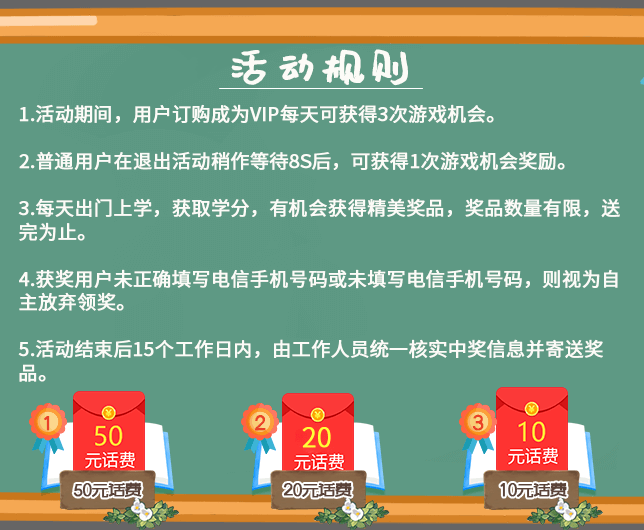 活动规则
1.活动期间，用户订购成为VIP每天可获得3次游戏机会。
2.普通用户在退出活动稍作等待8S后，可获得1次游戏机会奖励。
3.每天出门上学，获取学分，有机会获得精美奖品，奖品数量有限，送
完为止。
4.获奖用户未正确填写电信手机号码或未填写电信手机号码，则视为自
主放弃领奖。
5.活动结束后15个工作日内，由工作人员统一核实中奖信息并寄送奖
品。
1
50
元话费
50元话费
2
20
元话费
20元话费
3
10
元话费
10元话费